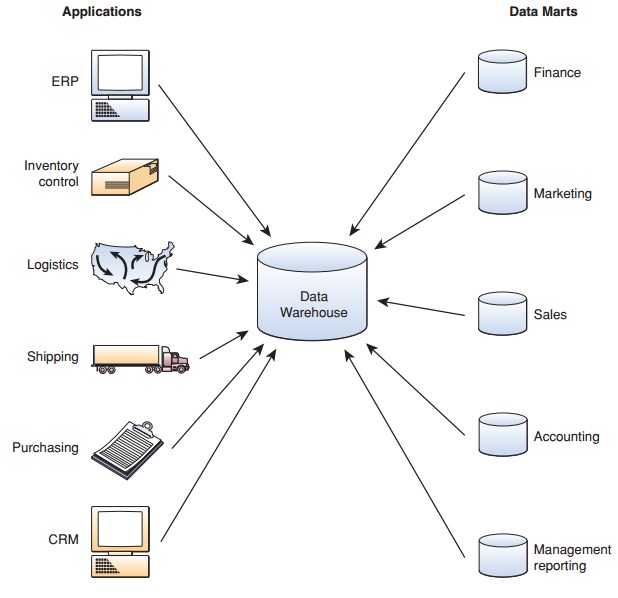 Applications
Data Marts
ERP
Finance
Inventory
control
Marketing
Logistics
Data
Warehouse
Sales
Shipping
Purchasing
Accounting
CRM
Management
reporting